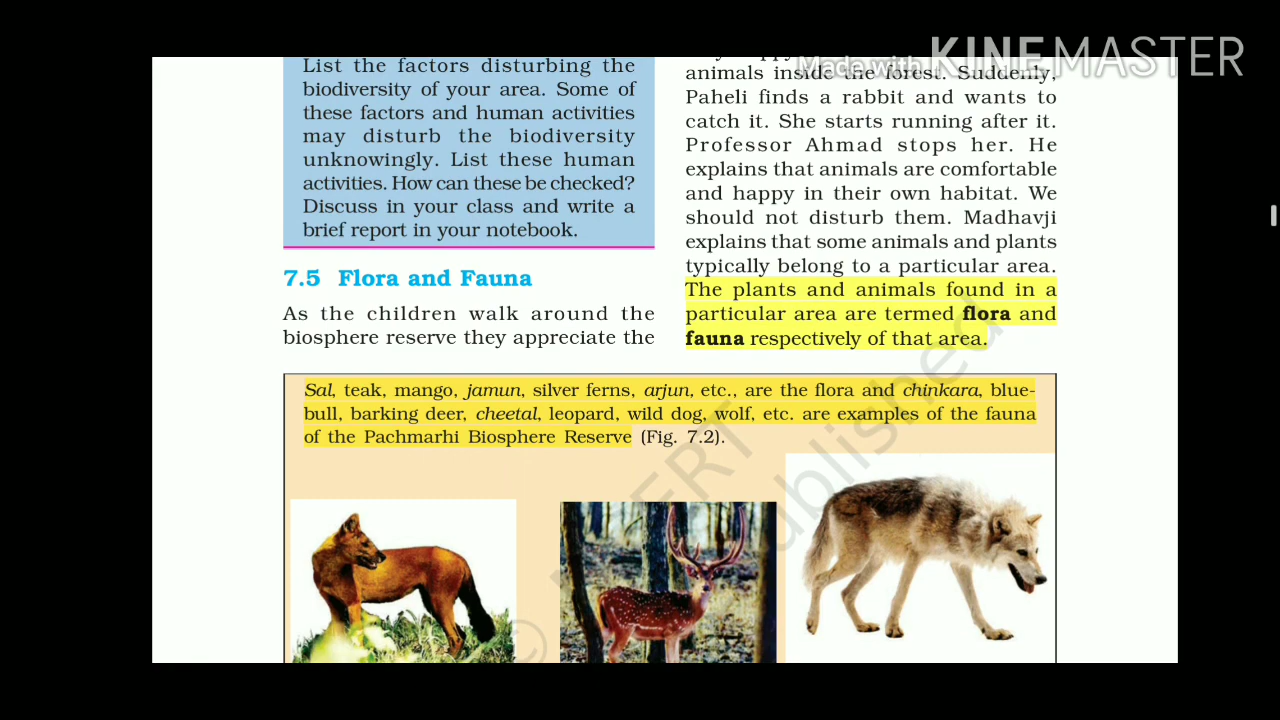 Made with KINEMASTER
List the factors disturbing the
biodiversity of your area. Some of
these factors and human activities
may disturb the biodiversity
unknowingly. List these human
activities. How can these be checked?
Discuss in your class and write a
brief report in your notebook.
7.5 Flora and Fauna
As the children walk around the
biosphere reserve they appreciate the
animals inside the forest. Suddenly,
Paheli finds a rabbit and wants to
catch it. She starts running after it.
Professor Ahmad stops her. He
explains that animals are comfortable
and happy in their own habitat. We
should not disturb them. Madhavji
explains that some animals and plants
typically belong to a particular area.
The plants and animals found in a
particular area are termed flora and
fauna respectively of that area.
Sal, teak, mango, jamun, silver ferns, arjun, etc., are the flora and chinkara, blue-
bull, barking deer, cheetal, leopard, wild dog, wolf, etc. are examples of the fauna
of the Pachmarhi Biosphere Reserve (Fig. 7.2).